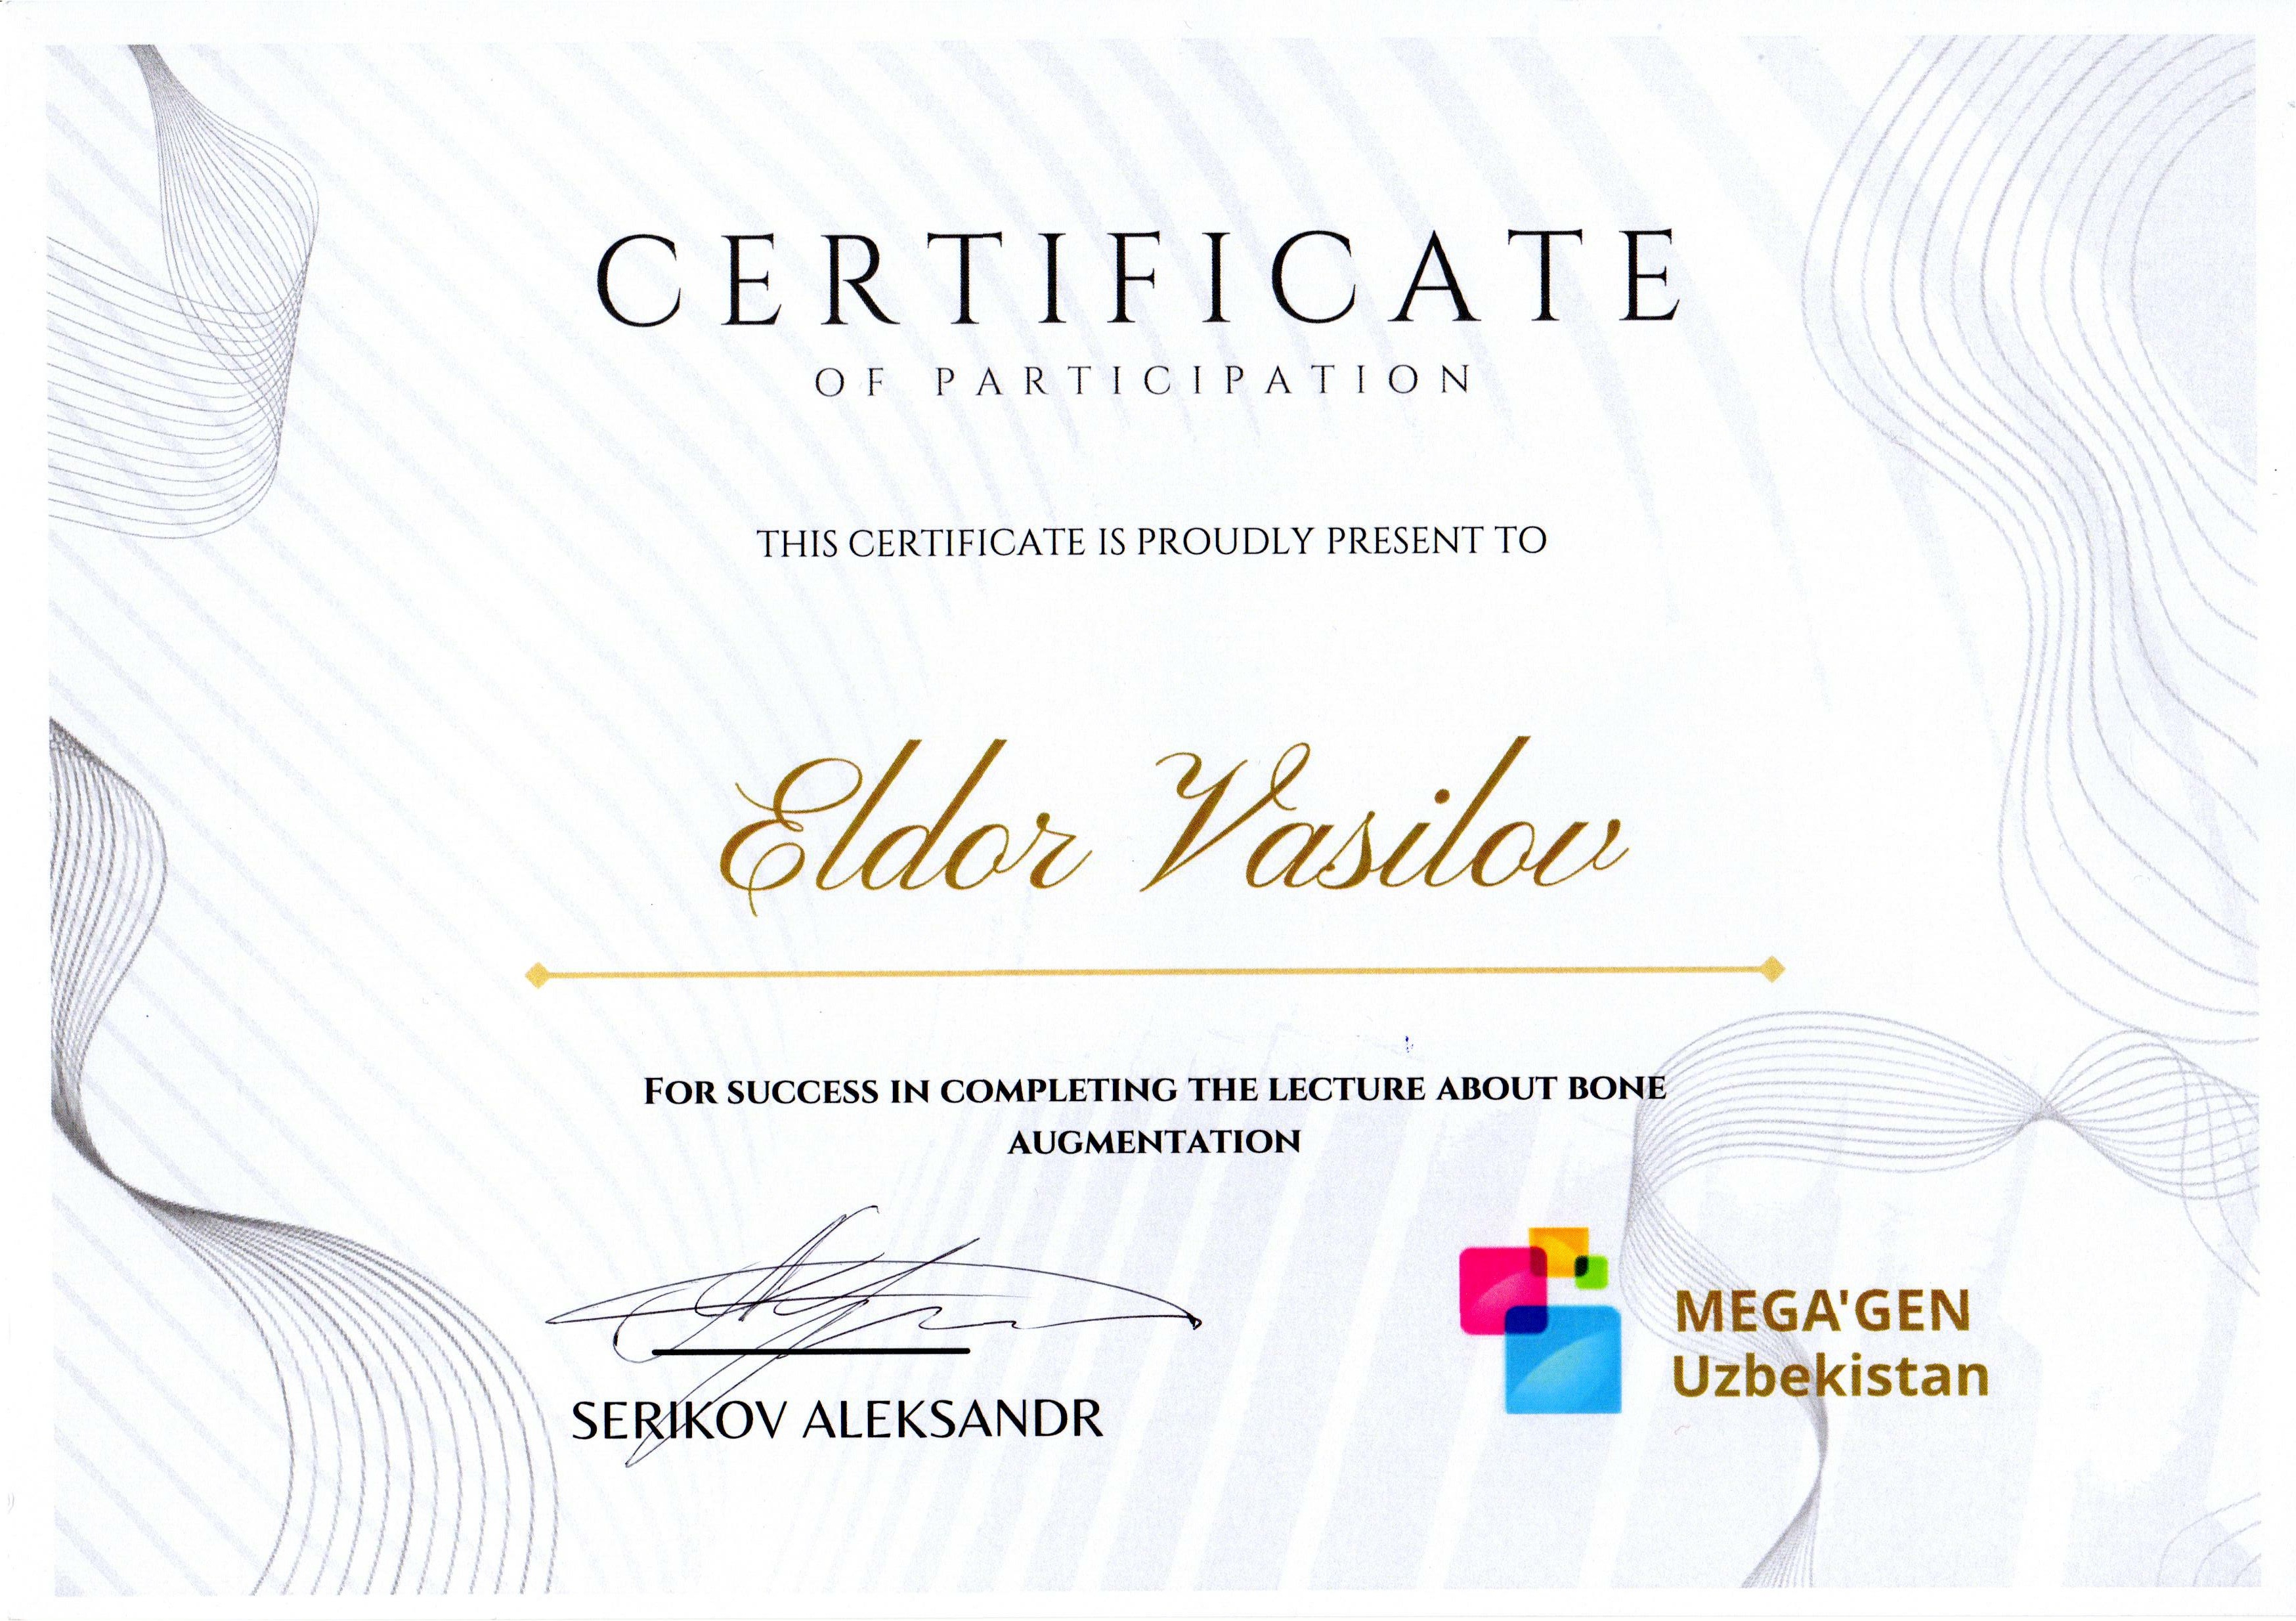 CERTIFICATE
OF PARTICIPATION
THIS CERTIFICATE IS PROUDLY PRESENT TO
Eldor Vasilov
FOR SUCCESS IN COMPLETING THE LECTURE ABOUT BONE
AUGMENTATION
SERIKOV ALEKSANDR
MEGA'GEN
Uzbekistan